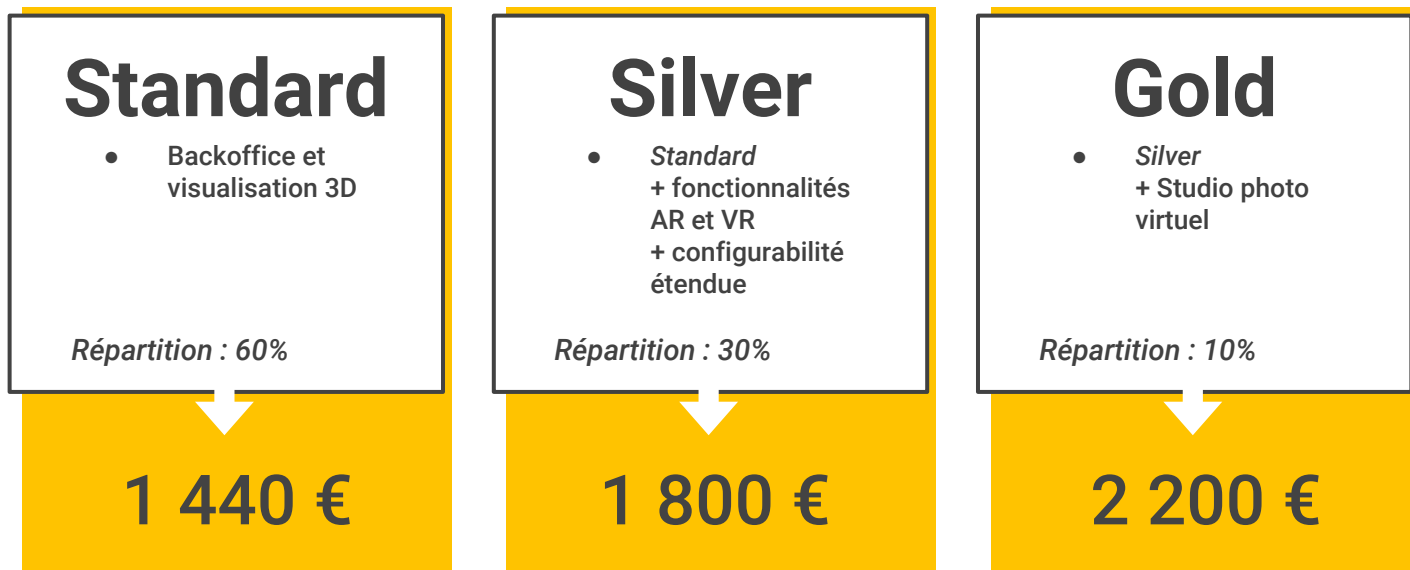 Standard
● Backoffice et
visualisation 3D
Répartition : 60%
1 440 €
Silver
● Standard
+ fonctionnalités
AR et VR
+ configurabilité
étendue
Répartition : 30%
1 800 €
Gold
● Silver
+ Studio photo
virtuel
Répartition : 10%
2 200 €